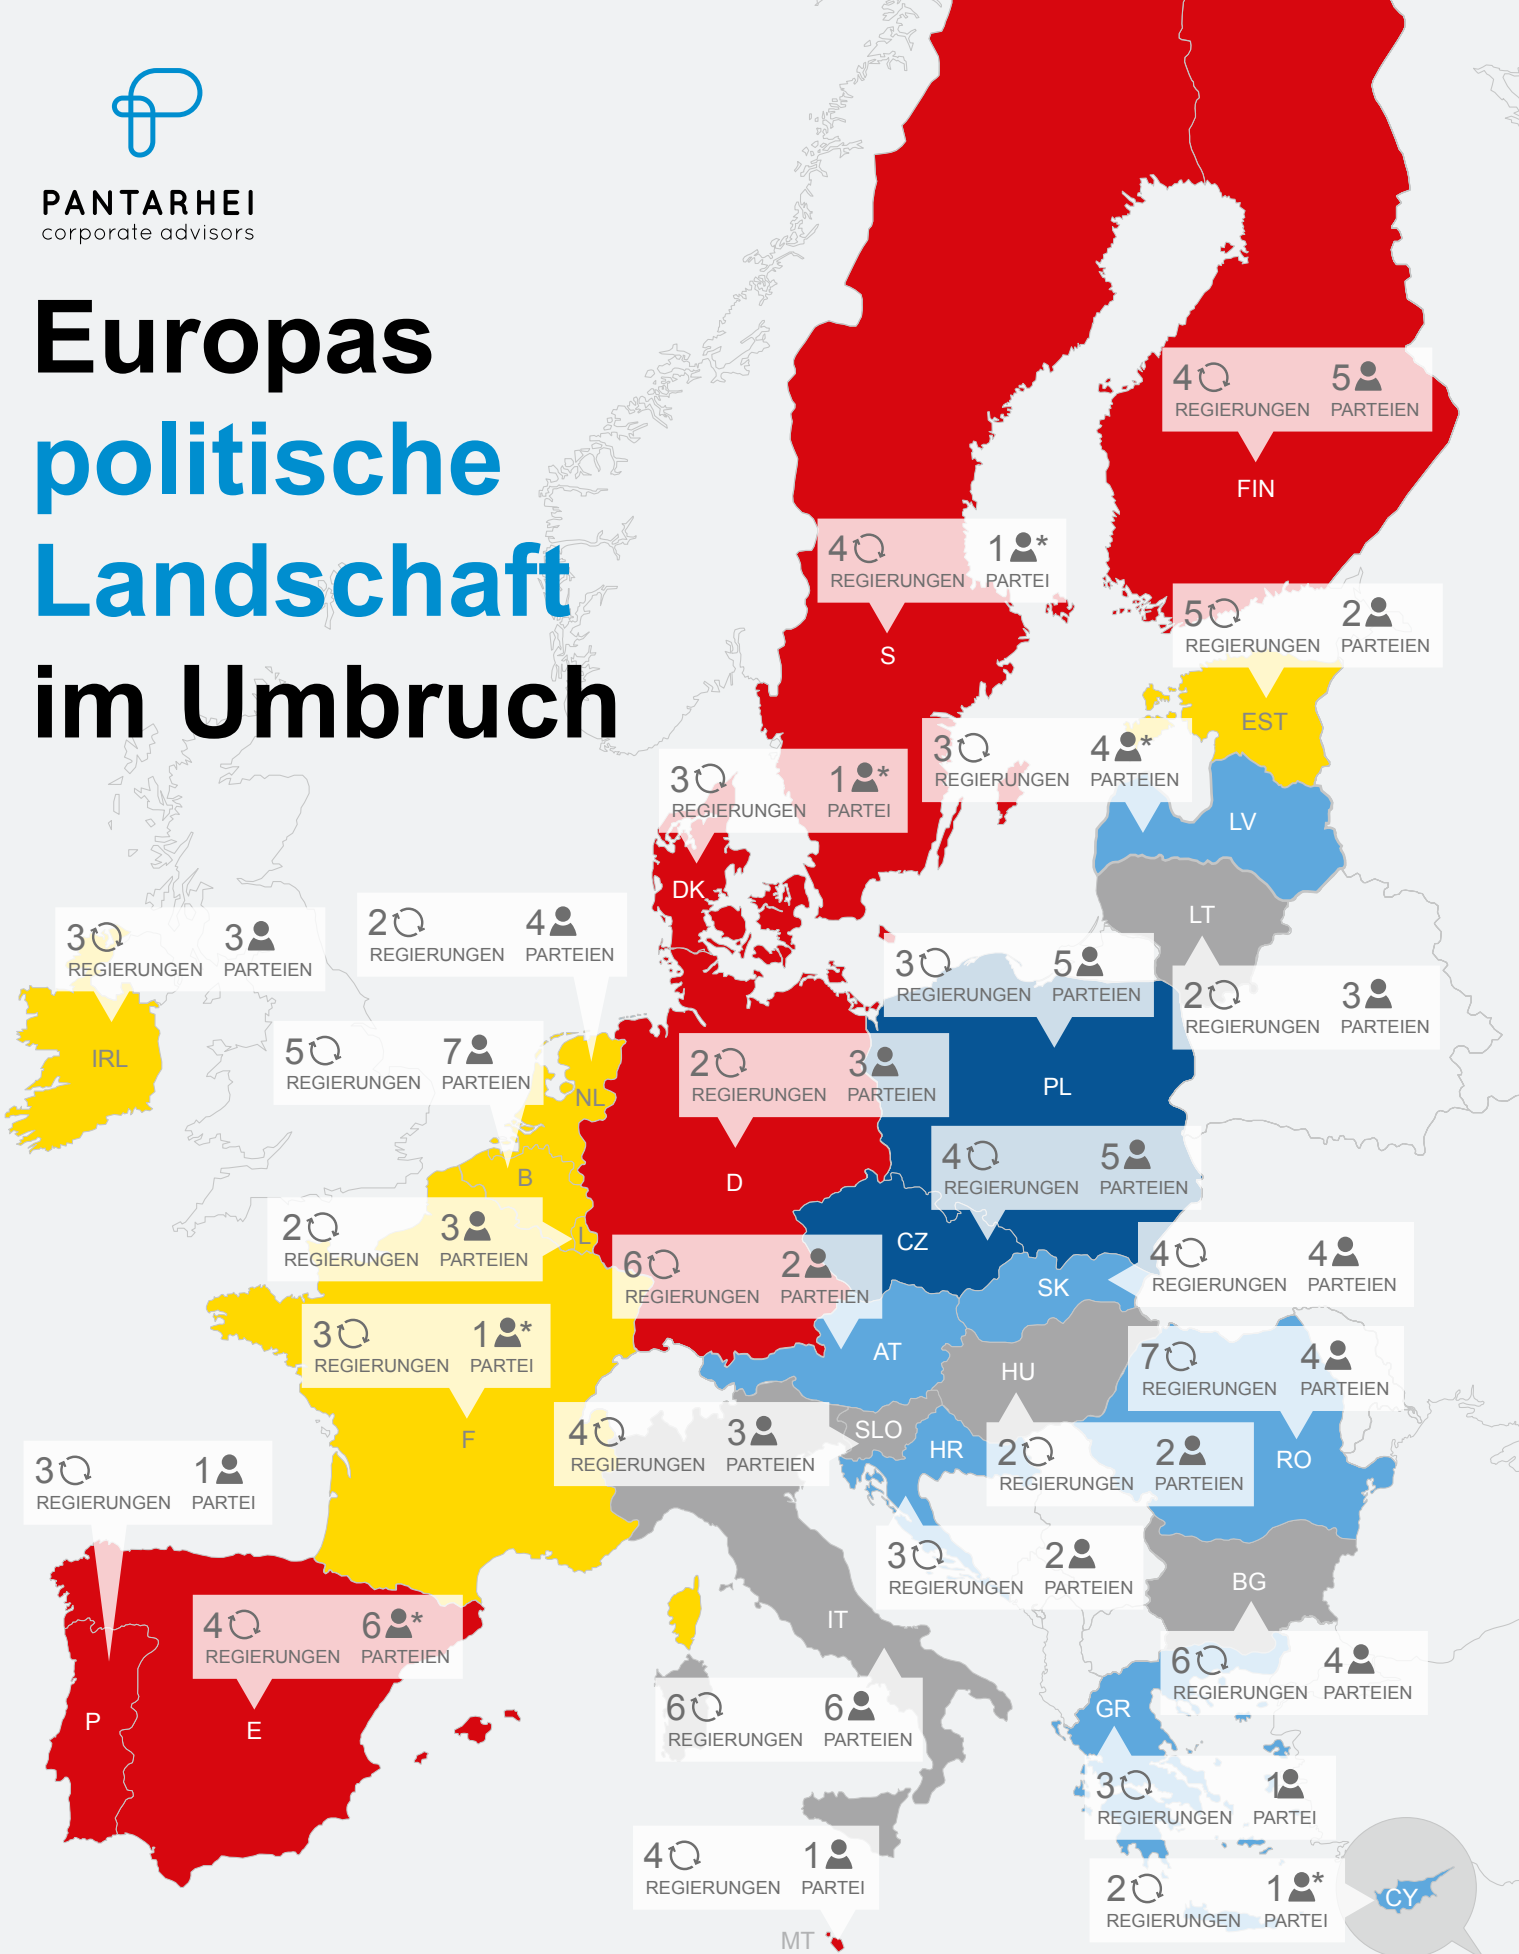 PANTARHEI
corporate advisors
Europas
politische
Landschaft
im Umbruch
4 REGIERUNGEN 5 PARTEIEN
FIN
4 REGIERUNGEN 1* PARTEI
S
5 REGIERUNGEN 2 PARTEIEN
EST
3 REGIERUNGEN 4* PARTEIEN
LV
3 REGIERUNGEN 1* PARTEI
DK
LT
2 REGIERUNGEN 3 PARTEIEN
3 REGIERUNGEN 3 PARTEIEN
IRL
2 REGIERUNGEN 4 PARTEIEN
NL
3 REGIERUNGEN 5 PARTEIEN
PL
5 REGIERUNGEN 7 PARTEIEN
B
2 REGIERUNGEN 3 PARTEIEN
D
4 REGIERUNGEN 5 PARTEIEN
CZ
2 REGIERUNGEN 3 PARTEIEN
L
6 REGIERUNGEN 2 PARTEIEN
AT
4 REGIERUNGEN 4 PARTEIEN
SK
3 REGIERUNGEN 1* PARTEI
F
7 REGIERUNGEN 4 PARTEIEN
RO
HU
2 REGIERUNGEN 2 PARTEIEN
4 REGIERUNGEN 3 PARTEIEN
SLO
HR
3 REGIERUNGEN 2 PARTEIEN
3 REGIERUNGEN 1 PARTEI
P
4 REGIERUNGEN 6* PARTEIEN
E
BG
6 REGIERUNGEN 4 PARTEIEN
IT
6 REGIERUNGEN 6 PARTEIEN
GR
3 REGIERUNGEN 1 PARTEI
4 REGIERUNGEN 1 PARTEI
MT
2 REGIERUNGEN 1* PARTEI
CY